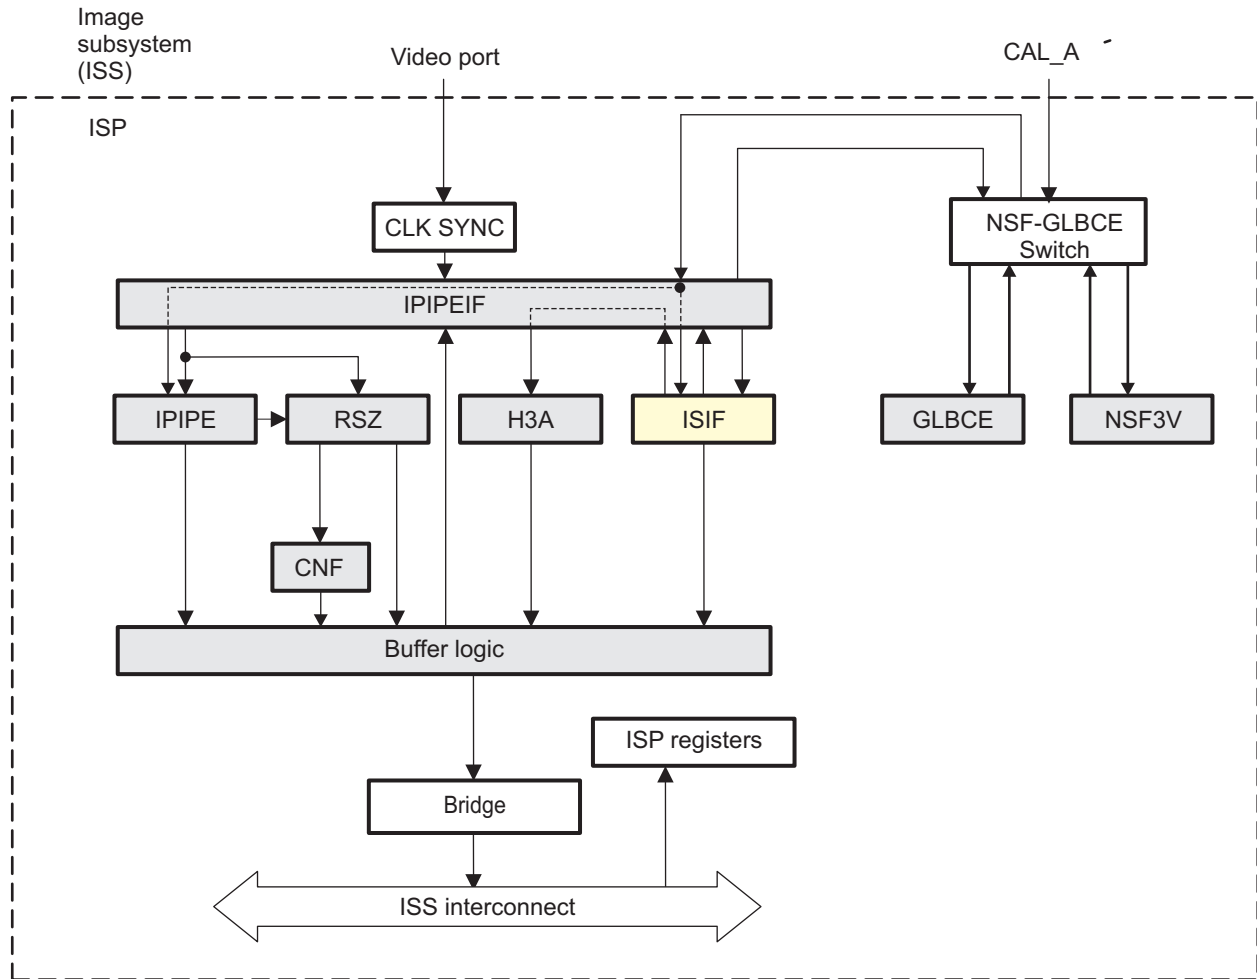 Image
subsystem
(ISS)
Video port
CAL_A
ISP
CLK SYNC
NSF-GLBCE
Switch
IPIPEIF
IPIPE
RSZ
H3A
ISIF
GLBCE
NSF3V
CNF
Buffer logic
ISP registers
Bridge
ISS interconnect